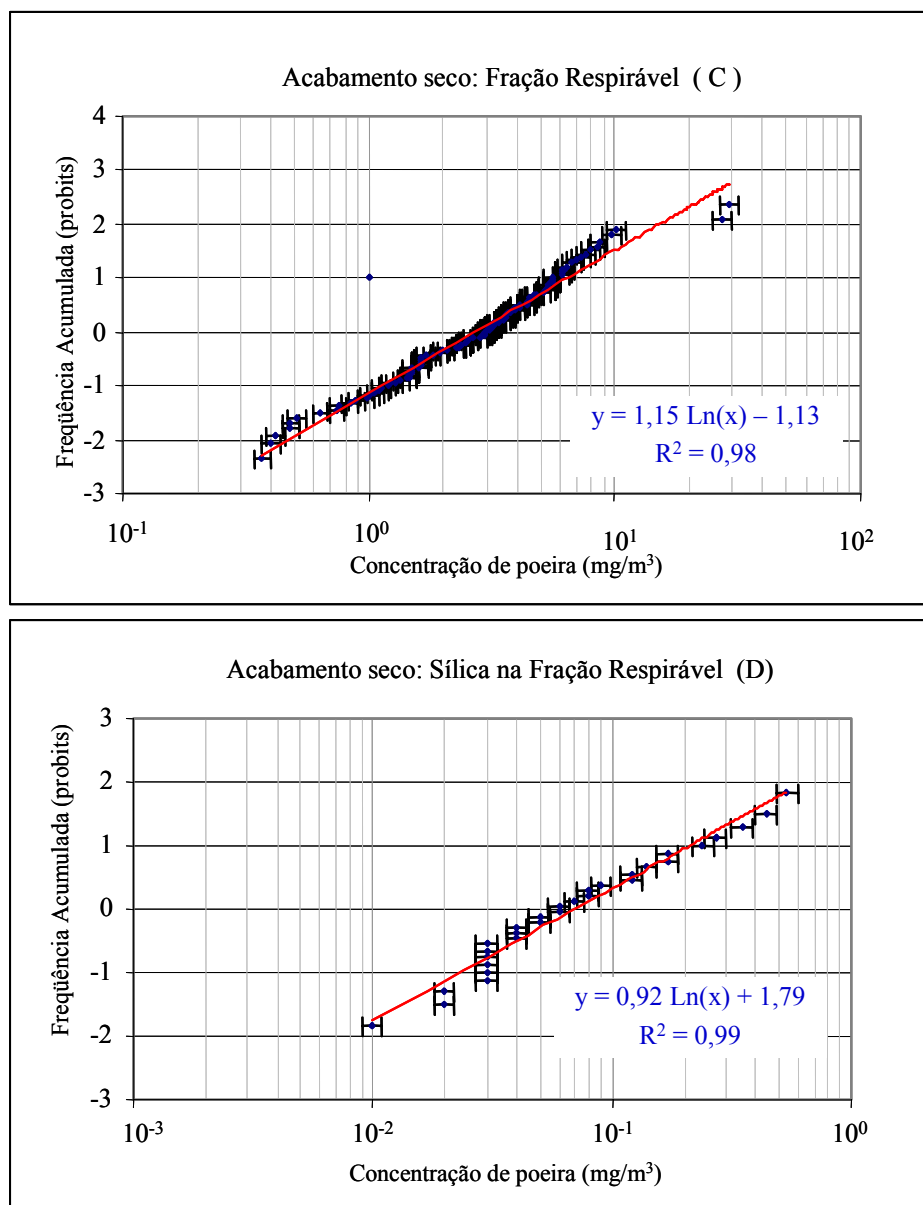 Acabamento seco: Fração Respirável ( C )
Freqüência Acumulada (probits)
4
3
2
1
0
-1
-2
-3
y = 1,15 Ln(x) – 1,13
R² = 0,98
10⁻¹ 10⁰ 10¹ 10²
Concentração de poeira (mg/m³)
Acabamento seco: Sílica na Fração Respirável (D)
Freqüência Acumulada (probits)
3
2
1
0
-1
-2
-3
y = 0,92 Ln(x) + 1,79
R² = 0,99
10⁻³ 10⁻² 10⁻¹ 10⁰
Concentração de poeira (mg/m³)